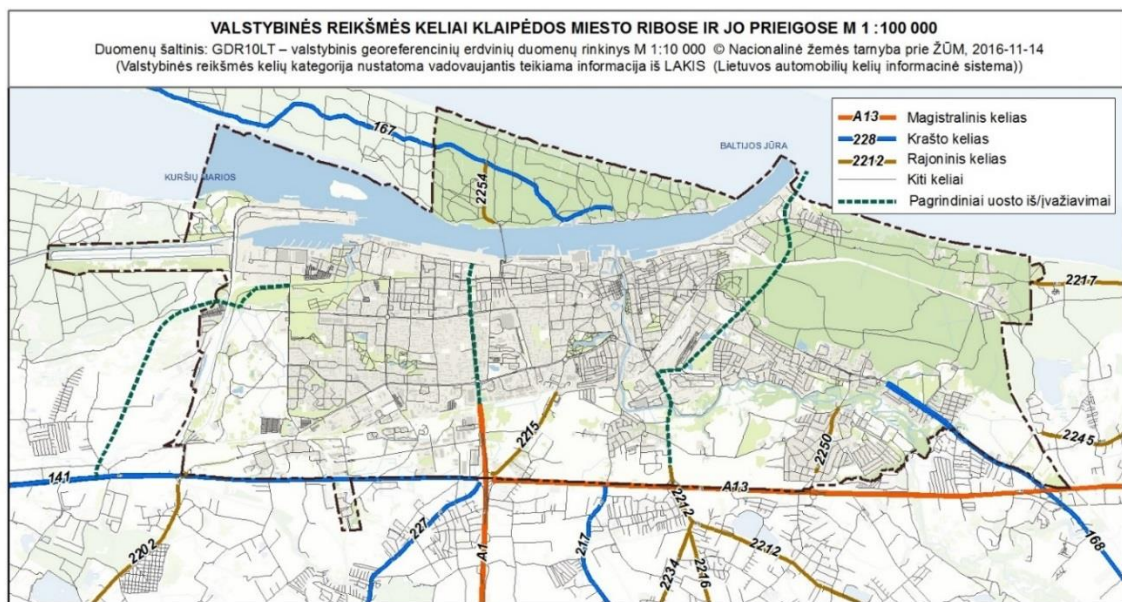 VALSTYBINĖS REIKŠMĖS KELIAI KLAIPĖDOS MIESTO RIBOSE IR JO PRIEIGOSE M 1 :100 000
Duomenų šaltinis: GDR10LT – valstybinis georeferencinių erdvinių duomenų rinkinys M 1:10 000 © Nacionalinė žemės tarnyba prie ŽŪM, 2016-11-14
(Valstybinės reikšmės kelių kategorija nustatoma vadovaujantis teikiama informacija iš LAKIS (Lietuvos automobilių kelių informacinė sistema))
A13 Magistralinis kelias
228 Krašto kelias
2212 Rajoninis kelias
Kiti keliai
Pagrindiniai uosto iš/įvažiavimai
167
BALTIJOS JŪRA
KURŠIŲ MARIOS
2254
2217
2215
2250
2245
141
A13
2212
227
2202
A1
217
2212
2234
2216
168